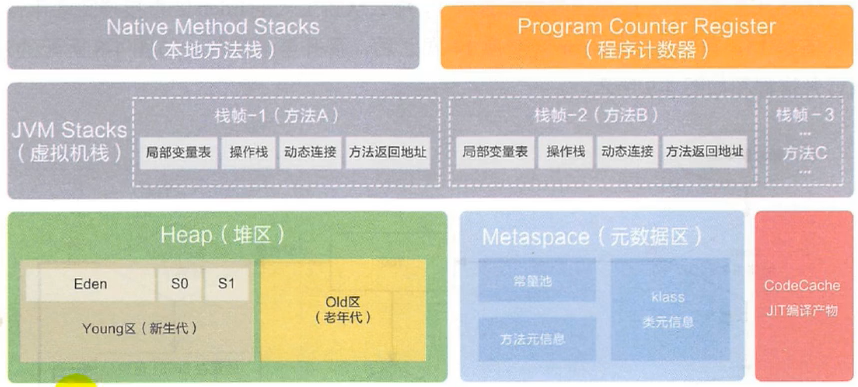 Native Method Stacks
（本地方法栈）
Program Counter Register
（程序计数器）
JVM Stacks
（虚拟机栈）
栈帧-1（方法A）
局部变量表
操作栈
动态连接
方法返回地址
栈帧-2（方法B）
局部变量表
操作栈
动态连接
方法返回地址
栈帧-3
...
方法C
...
Heap（堆区）
Eden
S0
S1
Young区（新生代）
Old区
（老年代）
Metaspace（元数据区）
常量池
方法元信息
klass
类元信息
CodeCache
JIT编译产物